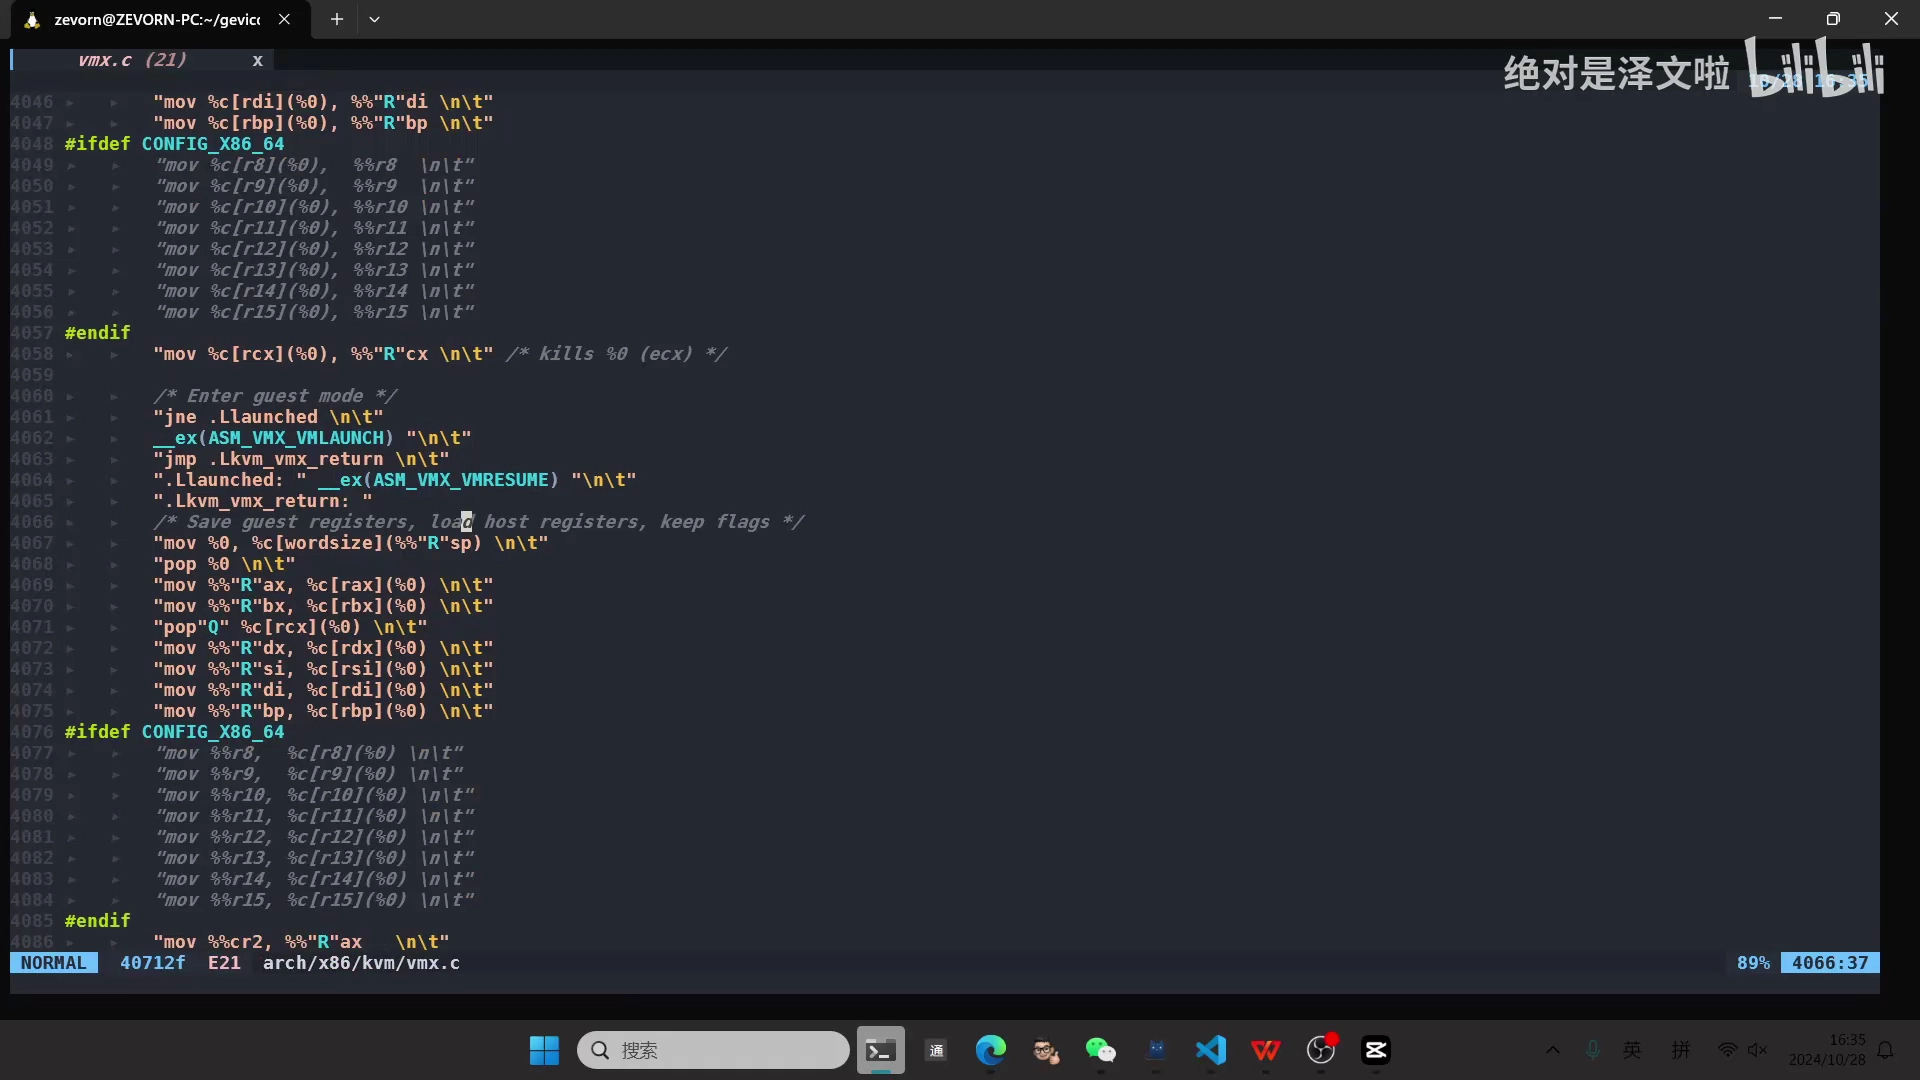 zevorn@ZEVORN-PC:~/gevico
vmx.c (21) x
绝对是泽文啦 bilibili
4046 "mov %c[rdi](%0), %%"R"di \n\t"
4047 "mov %c[rbp](%0), %%"R"bp \n\t"
4048 #ifdef CONFIG_X86_64
4049 "mov %c[r8](%0),  %%r8  \n\t"
4050 "mov %c[r9](%0),  %%r9  \n\t"
4051 "mov %c[r10](%0), %%r10 \n\t"
4052 "mov %c[r11](%0), %%r11 \n\t"
4053 "mov %c[r12](%0), %%r12 \n\t"
4054 "mov %c[r13](%0), %%r13 \n\t"
4055 "mov %c[r14](%0), %%r14 \n\t"
4056 "mov %c[r15](%0), %%r15 \n\t"
4057 #endif
4058 "mov %c[rcx](%0), %%"R"cx \n\t" /* kills %0 (ecx) */
4059
4060 /* Enter guest mode */
4061 "jne .Llaunched \n\t"
4062 __ex(ASM_VMX_VMLAUNCH) "\n\t"
4063 "jmp .Lkvm_vmx_return \n\t"
4064 ".Llaunched: " __ex(ASM_VMX_VMRESUME) "\n\t"
4065 ".Lkvm_vmx_return: "
4066 /* Save guest registers, load host registers, keep flags */
4067 "mov %0, %c[wordsize](%%"R"sp) \n\t"
4068 "pop %0 \n\t"
4069 "mov %%"R"ax, %c[rax](%0) \n\t"
4070 "mov %%"R"bx, %c[rbx](%0) \n\t"
4071 "pop"Q" %c[rcx](%0) \n\t"
4072 "mov %%"R"dx, %c[rdx](%0) \n\t"
4073 "mov %%"R"si, %c[rsi](%0) \n\t"
4074 "mov %%"R"di, %c[rdi](%0) \n\t"
4075 "mov %%"R"bp, %c[rbp](%0) \n\t"
4076 #ifdef CONFIG_X86_64
4077 "mov %%r8,  %c[r8](%0) \n\t"
4078 "mov %%r9,  %c[r9](%0) \n\t"
4079 "mov %%r10, %c[r10](%0) \n\t"
4080 "mov %%r11, %c[r11](%0) \n\t"
4081 "mov %%r12, %c[r12](%0) \n\t"
4082 "mov %%r13, %c[r13](%0) \n\t"
4083 "mov %%r14, %c[r14](%0) \n\t"
4084 "mov %%r15, %c[r15](%0) \n\t"
4085 #endif
4086 "mov %%cr2, %%"R"ax   \n\t"
NORMAL 40712f E21 arch/x86/kvm/vmx.c 89% 4066:37
搜索 通 英 拼 16:35
2024/10/28